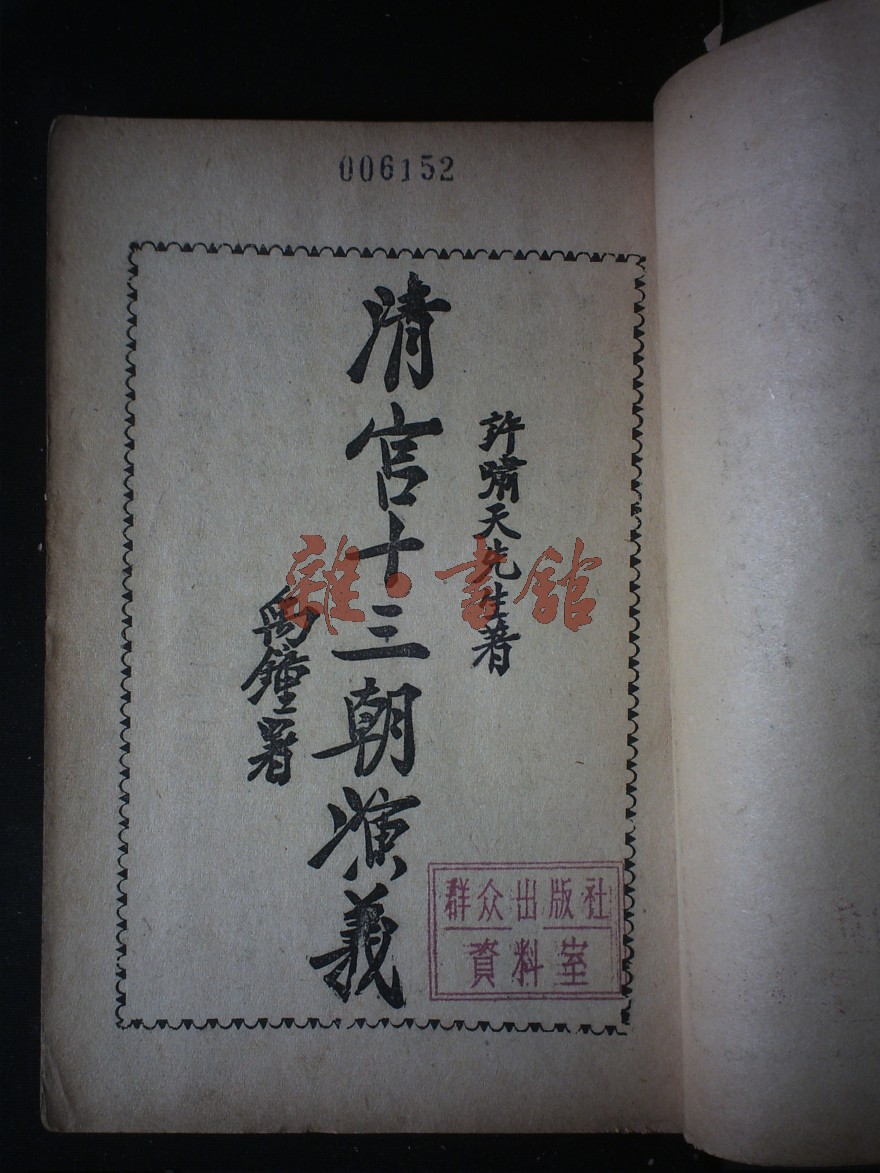 006152
許嘯天先生著
清宮十三朝演義
禹鐘署
雜·書館
群众出版社
資料室